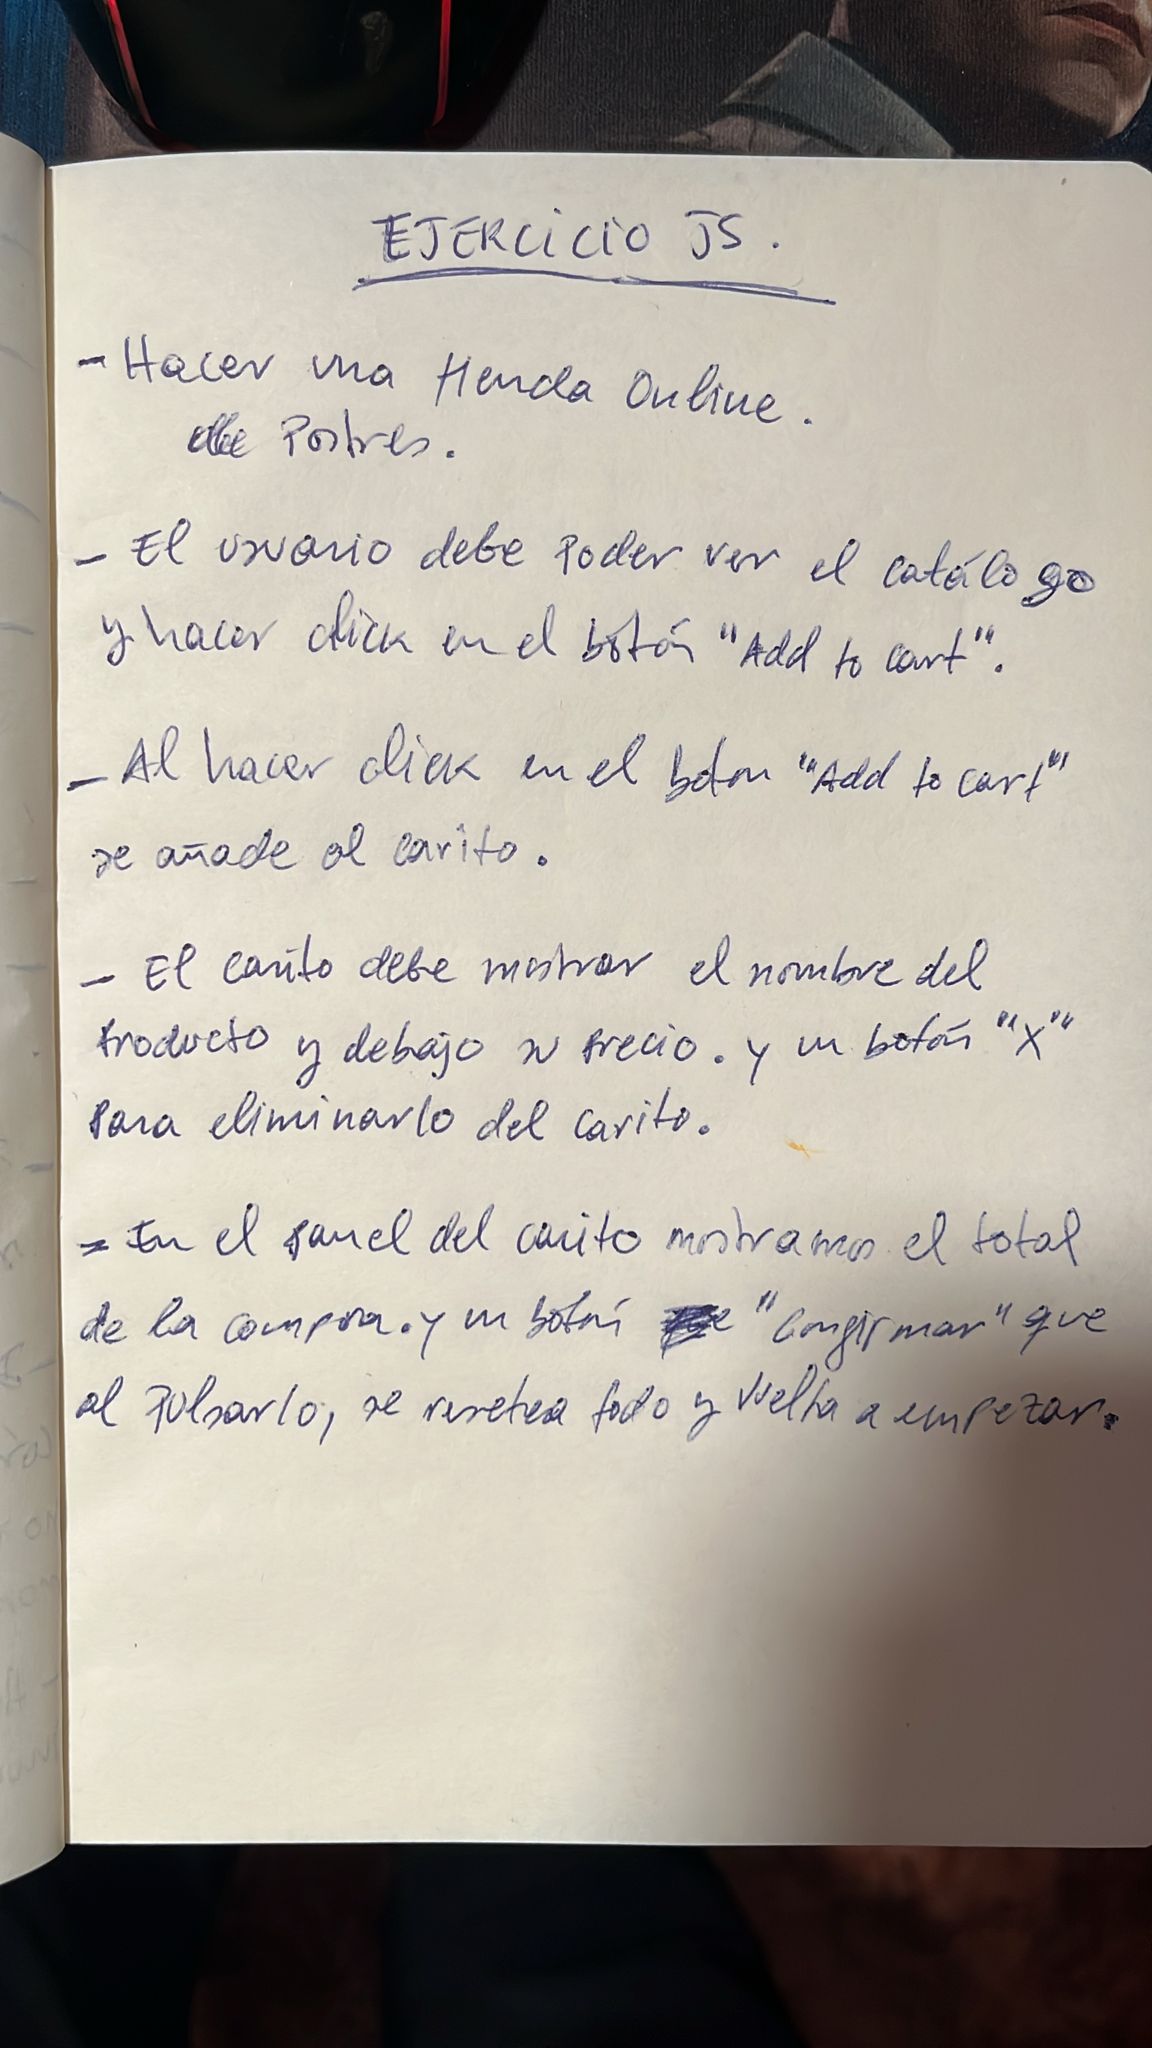 EJERCICIO JS.
- Hacer una tienda Online.
de Postres.
- El usuario debe Poder ver el catálogo
y hacer click en el botón "Add to cart".
- Al hacer click en el boton "Add to cart"
se añade al carito.
- El carito debe mostrar el nombre del
Producto y debajo su precio. y un botón "X"
Para eliminarlo del carito.
- En el Panel del carito mostramos el total
de la compra. y un botón "Confirmar" que
al Pulsarlo, se resetea todo y vuelta a empezar.